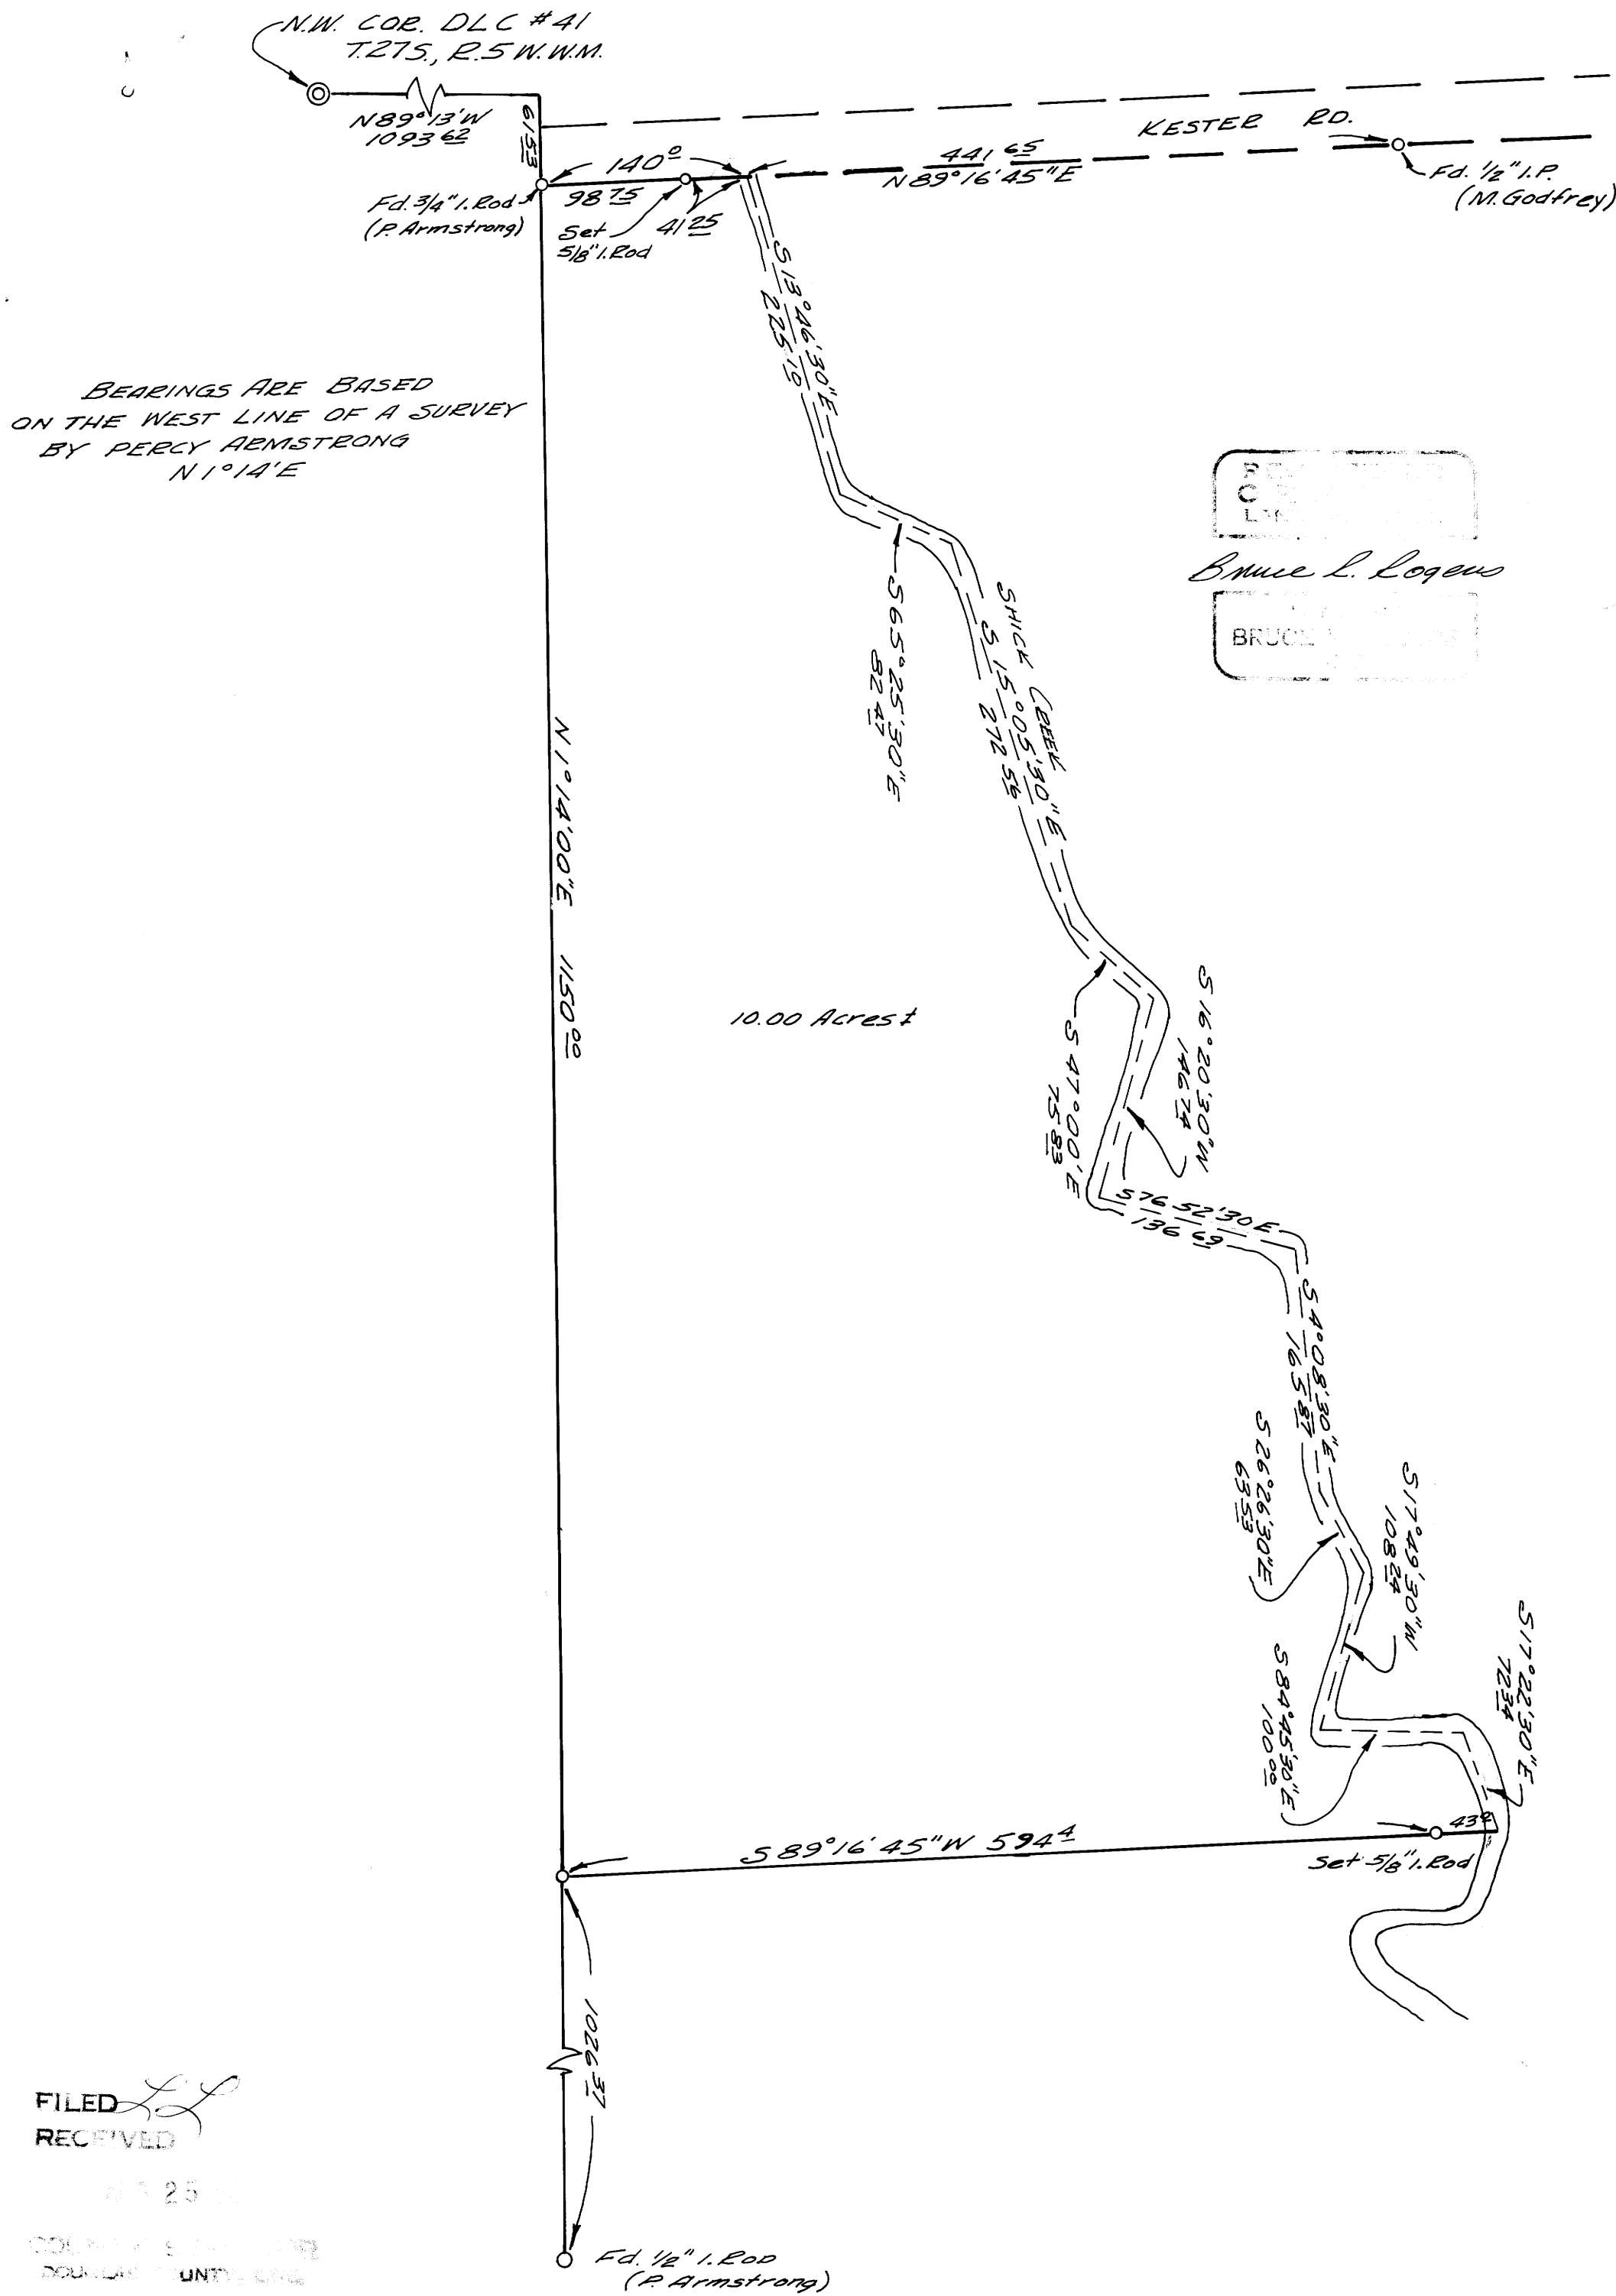 N.W. COR. DLC #41
T.27S., R.5W.W.M.
N89°13'W
1093 62
61 53
KESTER RD.
140 0
441 65
N89°16'45"E
Fd. 1/2" I.P.
(M. Godfrey)
Fd. 3/4" I. Rod
(P. Armstrong)
98 75
Set
5/8" I. Rod
41 25
S13°46'30"E
225 10
BEARINGS ARE BASED
ON THE WEST LINE OF A SURVEY
BY PERCY ARMSTRONG
N1°14'E
Bruce R. Rogers
S65°25'30"E
82 47
SHICK CREEK
S15°05'30"E
272 56
N1°14'00"E 1150 00
10.00 Acres ±
S47°00'E
75 83
S16°20'30"W
146 74
S76 52'30E
136 69
S4°08'30"E
165 87
S26°26'30"E
63 53
S17°49'30"W
108 24
S84°45'30"E
100 00
S17°22'30"E
72 34
S89°16'45"W 594 4
43 2
Set 5/8" I. Rod
1026 37
FILED
RECEIVED
25
Fd. 1/2" I. ROD
(P. Armstrong)